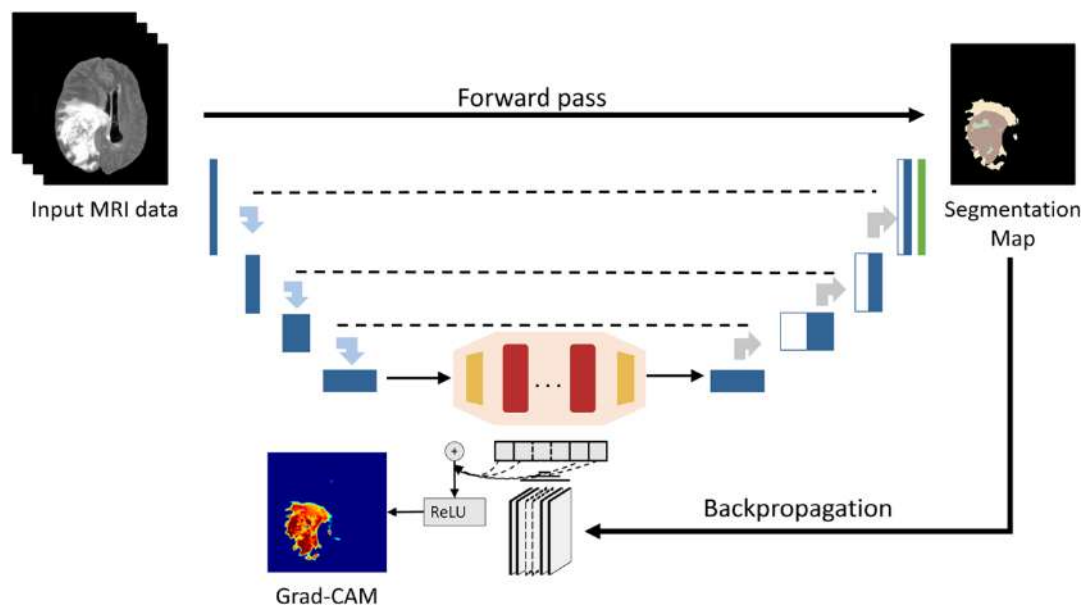 Forward pass
Input MRI data
Segmentation
Map
+
ReLU
Backpropagation
Grad-CAM